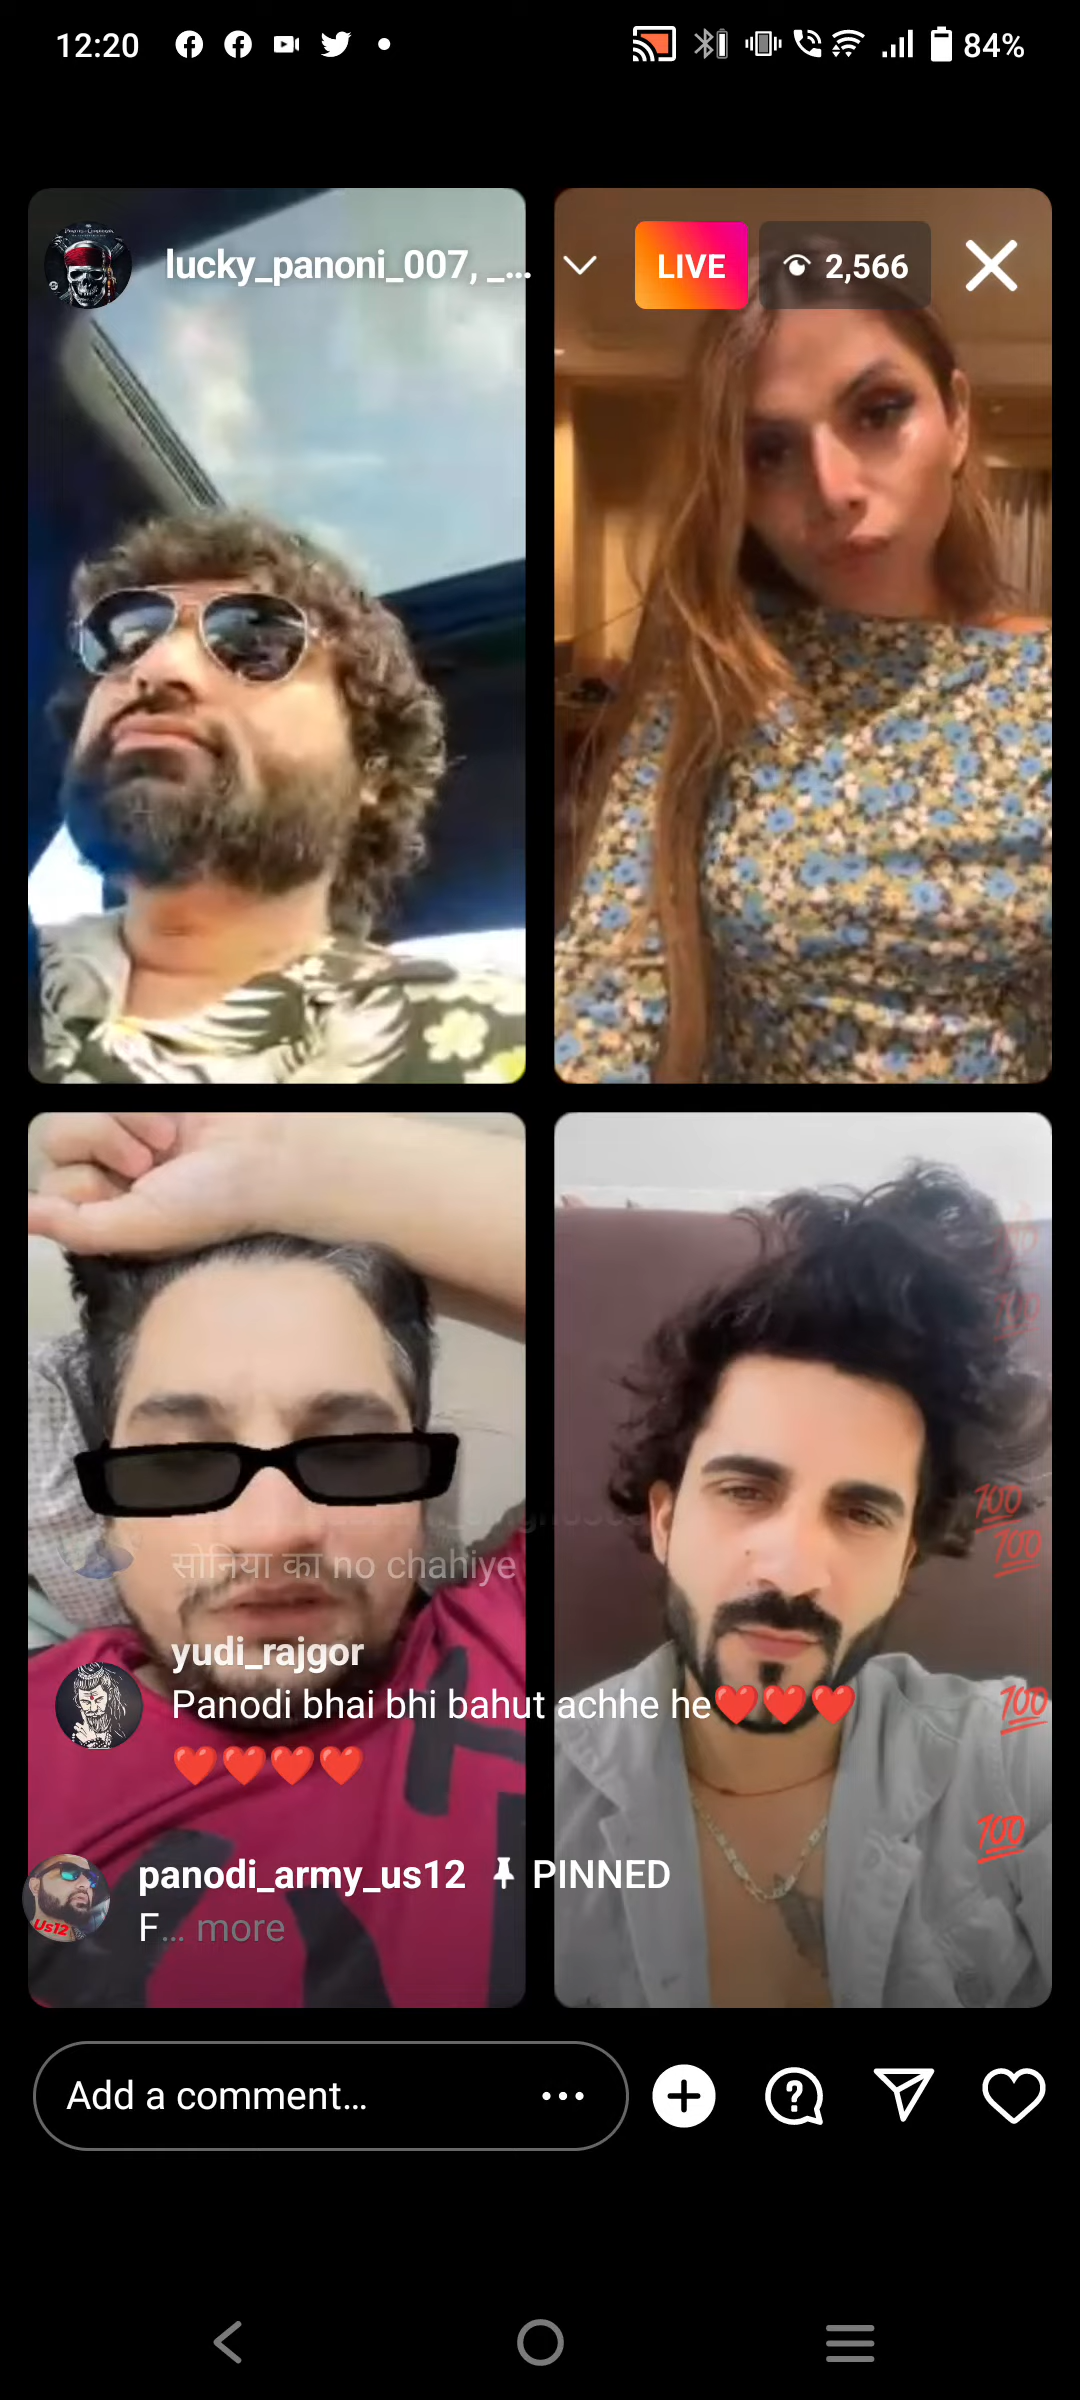 12:20
84%
lucky_panoni_007, _...
LIVE
2,566
सोनिया का no chahiye
yudi_rajgor
Panodi bhai bhi bahut achhe he❤️❤️❤️
❤️❤️❤️❤️
panodi_army_us12 PINNED
Us12
F... more
Add a comment...